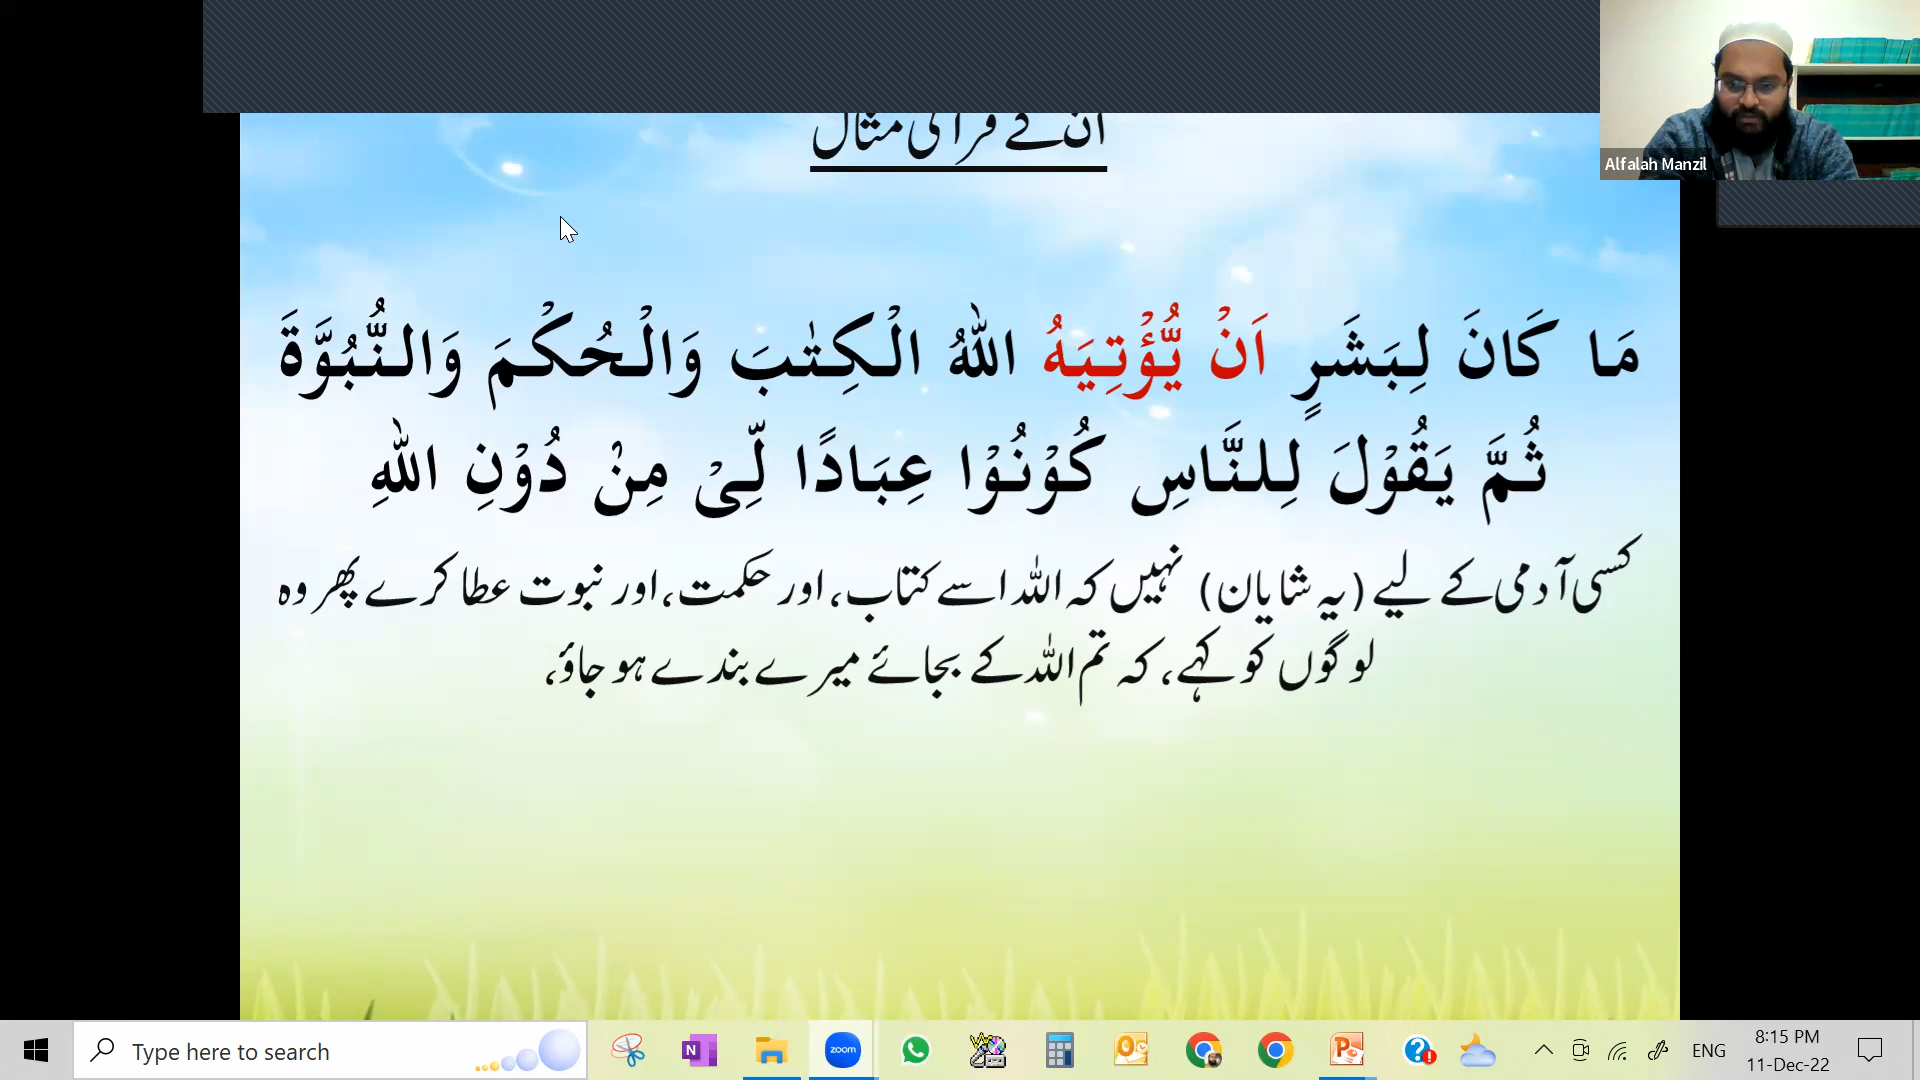 Alfalah Manzil
اَن کے قرآنی مثال
مَا كَانَ لِبَشَرٍ اَنْ يُّؤْتِيَهُ اللّٰهُ الْكِتٰبَ وَالْحُكْمَ وَالنُّبُوَّةَ
ثُمَّ يَقُوْلَ لِلنَّاسِ كُوْنُوْا عِبَادًا لِّىْ مِنْ دُوْنِ اللّٰهِ
کسی آدمی کے لیے (یہ شایان) نہیں کہ اللہ اسے کتاب، اور حکمت، اور نبوت عطا کرے پھر وہ
لوگوں کو کہے، کہ تم اللہ کے بجائے میرے بندے ہو جاؤ،
Type here to search
zoom
ENG
8:15 PM
11-Dec-22